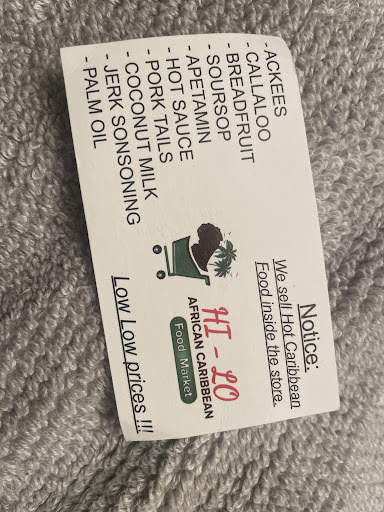 - ACKEES
- CALLALOO
- BREADFRUIT
- SOURSOP
- APETAMIN
- HOT SAUCE
- PORK TAILS
- COCONUT MILK
- JERK SONSONING
- PALM OIL
Notice:
We sell Hot Caribbean
Food inside the store.
HI - LO
AFRICAN CARIBBEAN
Food Market
Low Low prices !!!